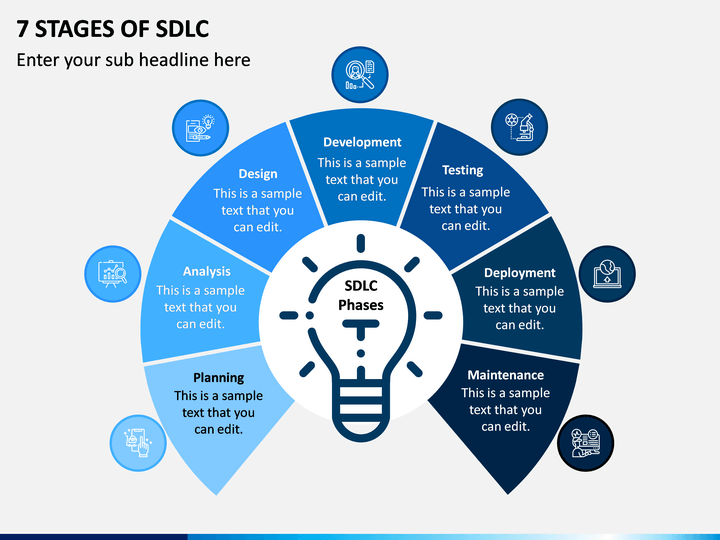 7 STAGES OF SDLC
Enter your sub headline here
Planning
This is a sample
text that you
can edit.
Analysis
This is a sample
text that you
can edit.
Design
This is a sample
text that you
can edit.
Development
This is a sample
text that you
can edit.
Testing
This is a sample
text that you
can edit.
Deployment
This is a sample
text that you
can edit.
Maintenance
This is a sample
text that you
can edit.
SDLC
Phases